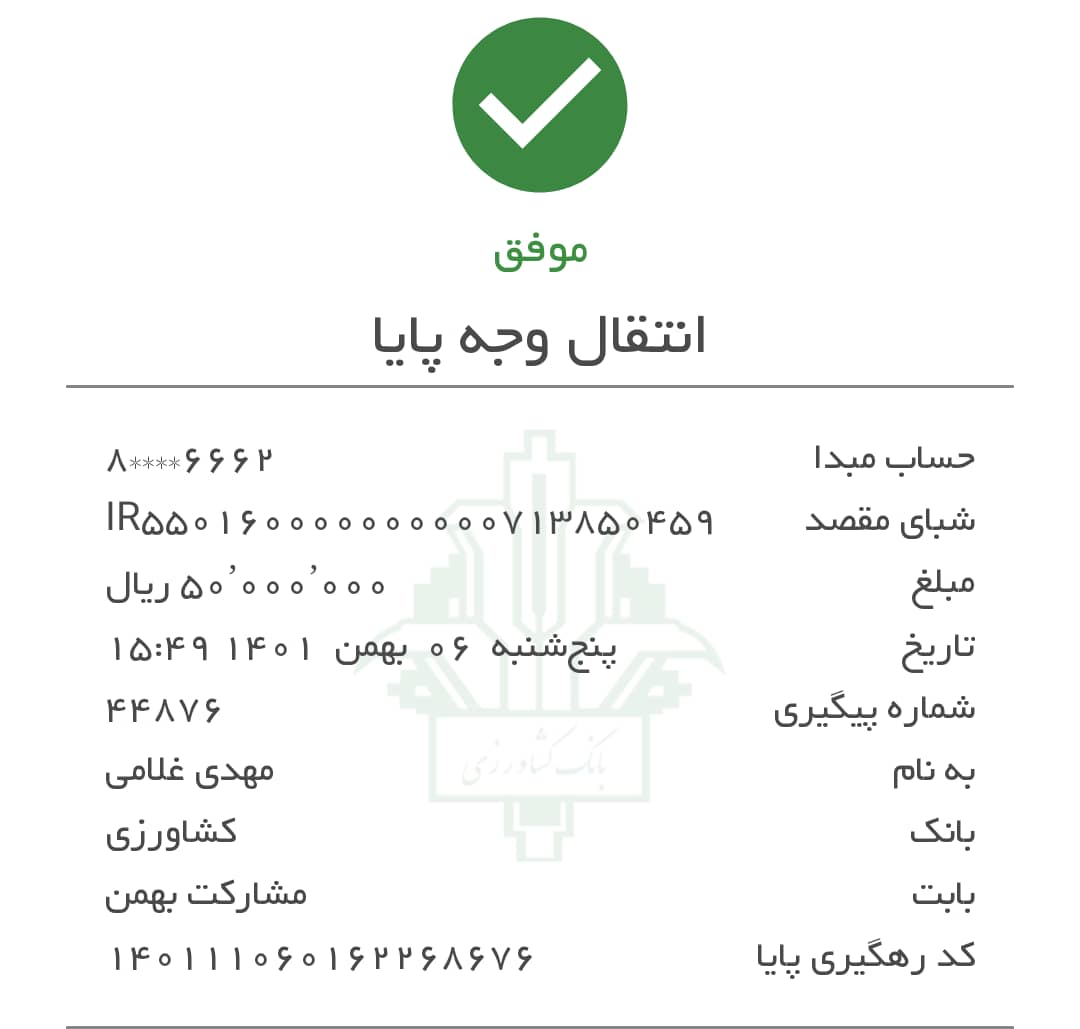 موفق
انتقال وجه پایا
حساب مبدا ۸****۶۶۶۲
شبای مقصد IR۵۵۰۱۶۰۰۰۰۰۰۰۰۰۰۷۱۳۸۵۰۴۵۹
مبلغ ۵۰٬۰۰۰٬۰۰۰ ریال
تاریخ پنج‌شنبه ۰۶ بهمن ۱۴۰۱ ۱۵:۴۹
شماره پیگیری ۴۴۸۷۶
به نام مهدی غلامی
بانک کشاورزی
بانک کشاورزی
بابت مشارکت بهمن
کد رهگیری پایا ۱۴۰۱۱۱۰۶۰۱۶۲۲۶۸۶۷۶